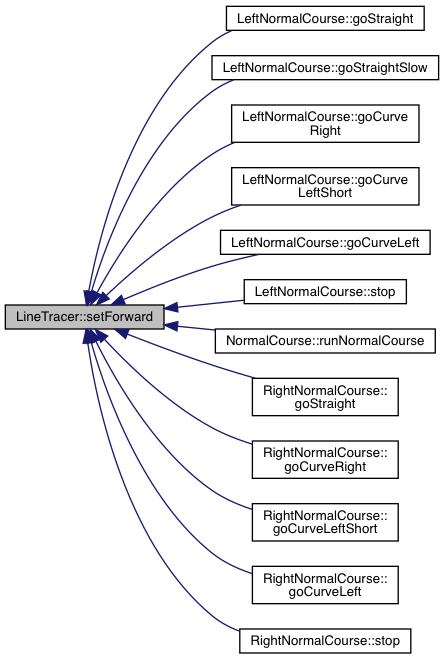 LeftNormalCourse::goStraight
LeftNormalCourse::goStraightSlow
LeftNormalCourse::goCurve
Right
LeftNormalCourse::goCurve
LeftShort
LeftNormalCourse::goCurveLeft
LeftNormalCourse::stop
LineTracer::setForward
NormalCourse::runNormalCourse
RightNormalCourse::
goStraight
RightNormalCourse::
goCurveRight
RightNormalCourse::
goCurveLeftShort
RightNormalCourse::
goCurveLeft
RightNormalCourse::stop